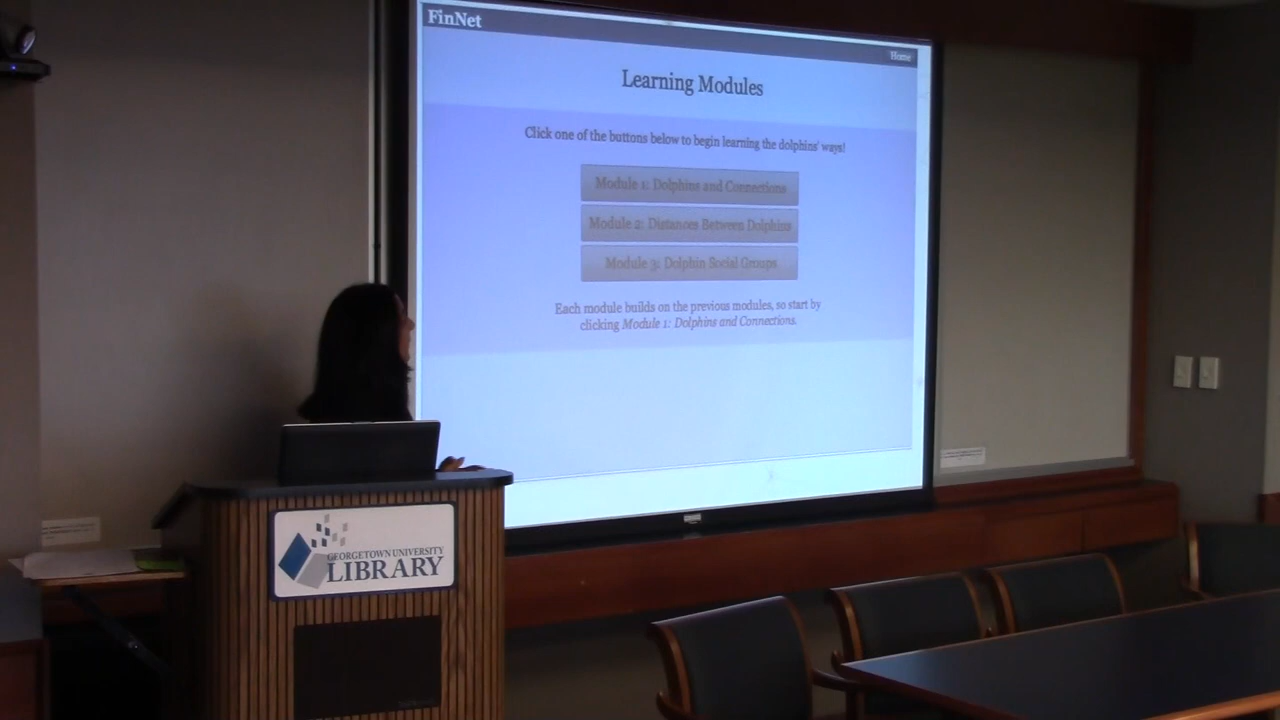 FinNet
Home
Learning Modules
Click one of the buttons below to begin learning the dolphins' ways!
Module 1: Dolphins and Connections
Module 2: Distances Between Dolphins
Module 3: Dolphin Social Groups
Each module builds on the previous modules, so start by
clicking Module 1: Dolphins and Connections.
GEORGETOWN UNIVERSITY
LIBRARY